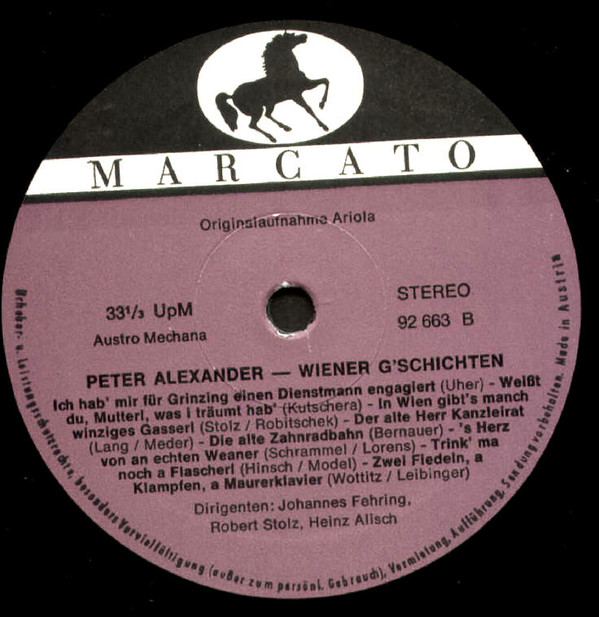 MARCATO
Originalaufnahme Ariola
33⅓ UpM
Austro Mechana
STEREO
92 663 B
PETER ALEXANDER — WIENER G'SCHICHTEN
Ich hab' mir für Grinzing einen Dienstmann engagiert (Uher) - Weißt
du, Mutterl, was i träumt hab' (Kutschera) - In Wien gibt's manch
winziges Gasserl (Stolz / Robitschek) - Der alte Herr Kanzleirat
(Lang / Meder) - Die alte Zahnradbahn (Bernauer) - 's Herz
von an echten Weaner (Schrammel / Lorens) - Trink' ma
noch a Flascherl (Hinsch / Model) - Zwei Fiedeln, a
Klampfen, a Maurerklavier (Wottitz / Leibinger)
Dirigenten: Johannes Fehring,
Robert Stolz, Heinz Alisch
Urheber- u. Leistungsschutzrechte, besonders Vervielfältigung (außer zum persönl. Gebrauch), Vermietung, Aufführung, Sendung vorbehalten. Made in Austria